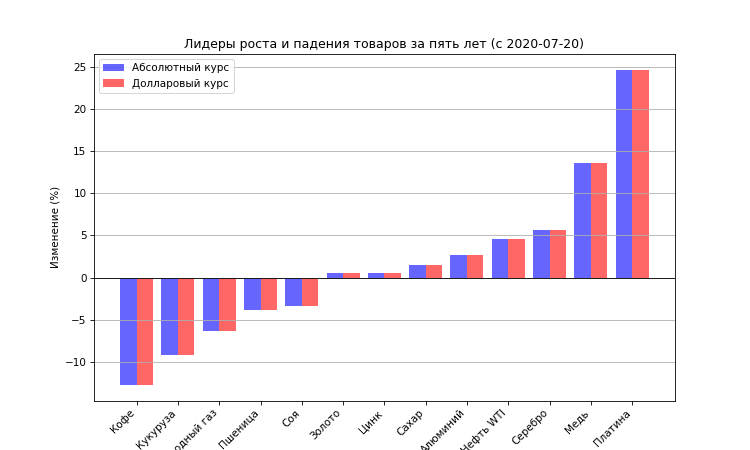 Лидеры роста и падения товаров за пять лет (с 2020-07-20)
Абсолютный курс
Долларовый курс
Изменение (%)
25
20
15
10
5
0
−5
−10
Кофе
Кукуруза
газ
Пшеница
Соя
Золото
Цинк
Сахар
Алюминий
Нефть WTI
Серебро
Медь
Платина